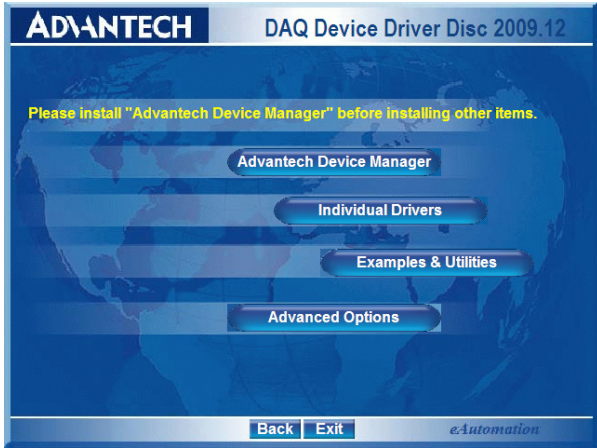 ADVANTECH
DAQ Device Driver Disc 2009.12
Please install "Advantech Device Manager" before installing other items.
Advantech Device Manager
Individual Drivers
Examples & Utilities
Advanced Options
Back Exit
eAutomation